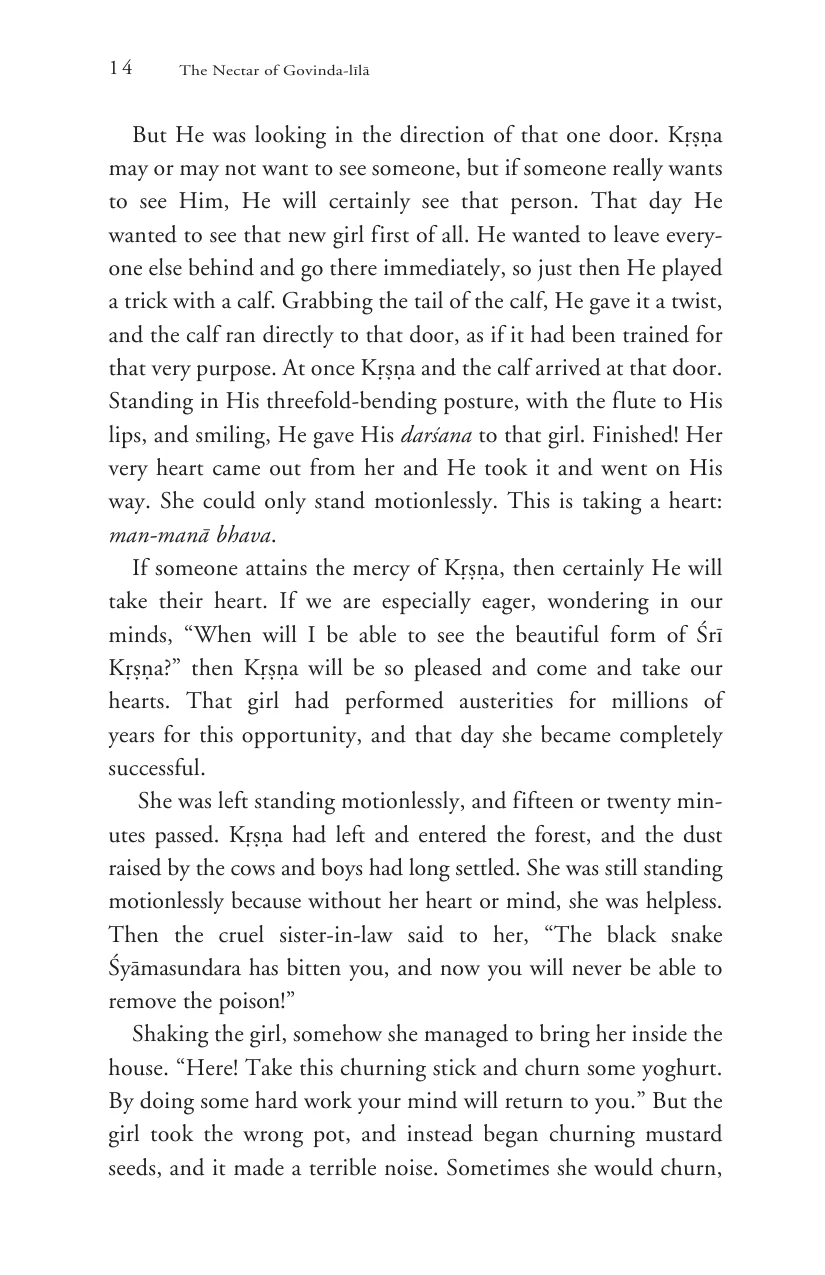 14 The Nectar of Govinda-līlā
But He was looking in the direction of that one door. Kṛṣṇa
may or may not want to see someone, but if someone really wants
to see Him, He will certainly see that person. That day He
wanted to see that new girl first of all. He wanted to leave every-
one else behind and go there immediately, so just then He played
a trick with a calf. Grabbing the tail of the calf, He gave it a twist,
and the calf ran directly to that door, as if it had been trained for
that very purpose. At once Kṛṣṇa and the calf arrived at that door.
Standing in His threefold-bending posture, with the flute to His
lips, and smiling, He gave His darśana to that girl. Finished! Her
very heart came out from her and He took it and went on His
way. She could only stand motionlessly. This is taking a heart:
man-manā bhava.
If someone attains the mercy of Kṛṣṇa, then certainly He will
take their heart. If we are especially eager, wondering in our
minds, “When will I be able to see the beautiful form of Śrī
Kṛṣṇa?” then Kṛṣṇa will be so pleased and come and take our
hearts. That girl had performed austerities for millions of
years for this opportunity, and that day she became completely
successful.
She was left standing motionlessly, and fifteen or twenty min-
utes passed. Kṛṣṇa had left and entered the forest, and the dust
raised by the cows and boys had long settled. She was still standing
motionlessly because without her heart or mind, she was helpless.
Then the cruel sister-in-law said to her, “The black snake
Śyāmasundara has bitten you, and now you will never be able to
remove the poison!”
Shaking the girl, somehow she managed to bring her inside the
house. “Here! Take this churning stick and churn some yoghurt.
By doing some hard work your mind will return to you.” But the
girl took the wrong pot, and instead began churning mustard
seeds, and it made a terrible noise. Sometimes she would churn,